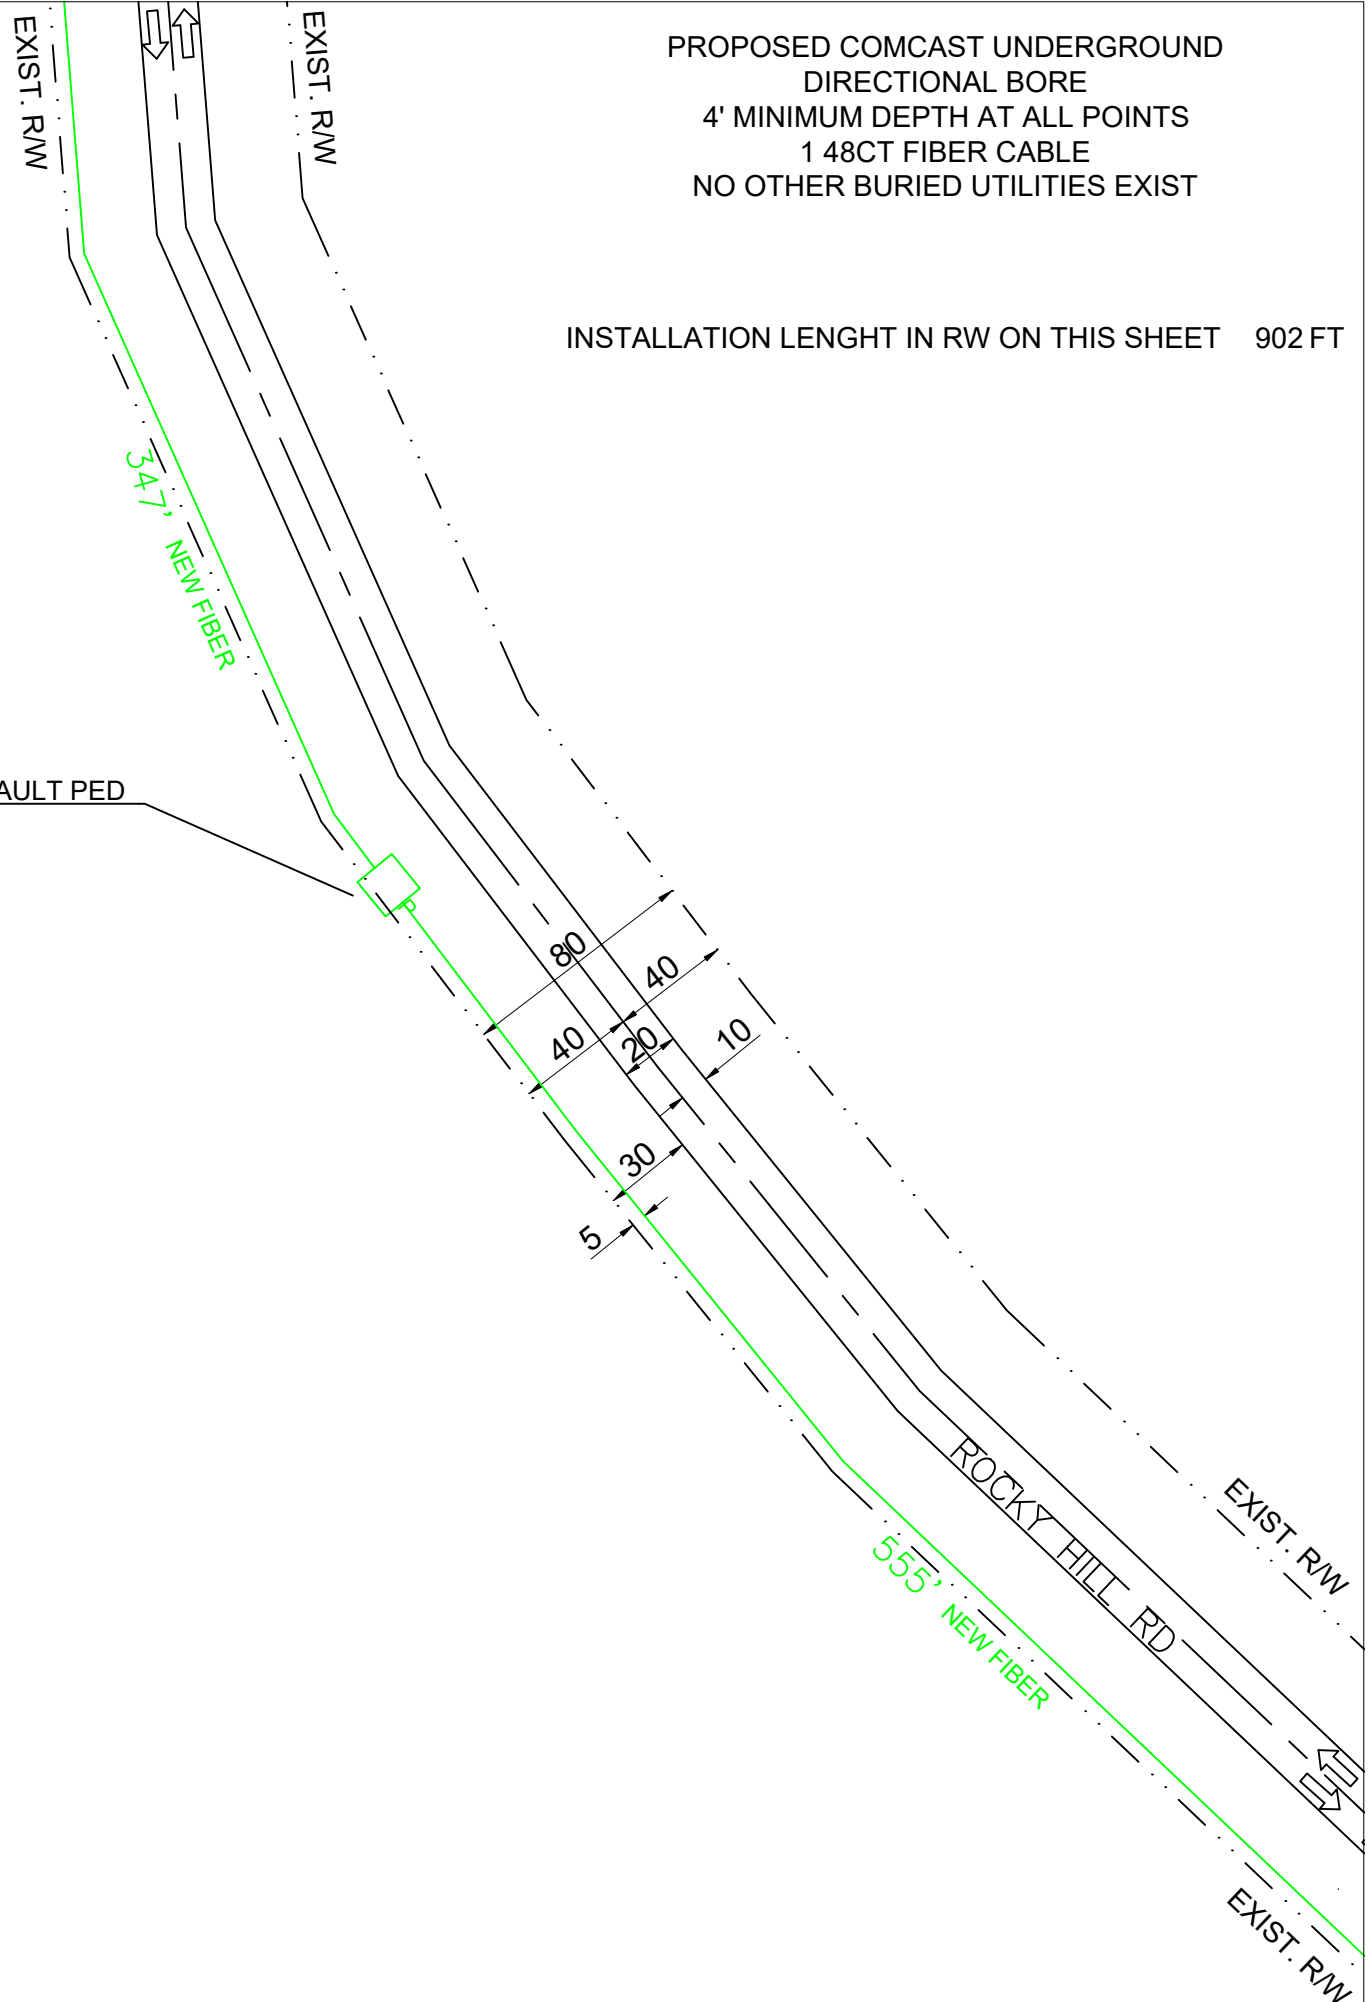 EXIST. R/W
EXIST. R/W
PROPOSED COMCAST UNDERGROUND
DIRECTIONAL BORE
4' MINIMUM DEPTH AT ALL POINTS
1 48CT FIBER CABLE
NO OTHER BURIED UTILITIES EXIST
INSTALLATION LENGHT IN RW ON THIS SHEET 902 FT
347' NEW FIBER
AULT PED
P
80
40
40
20
10
30
5
ROCKY HILL RD
EXIST. R/W
555' NEW FIBER
EXIST. R/W